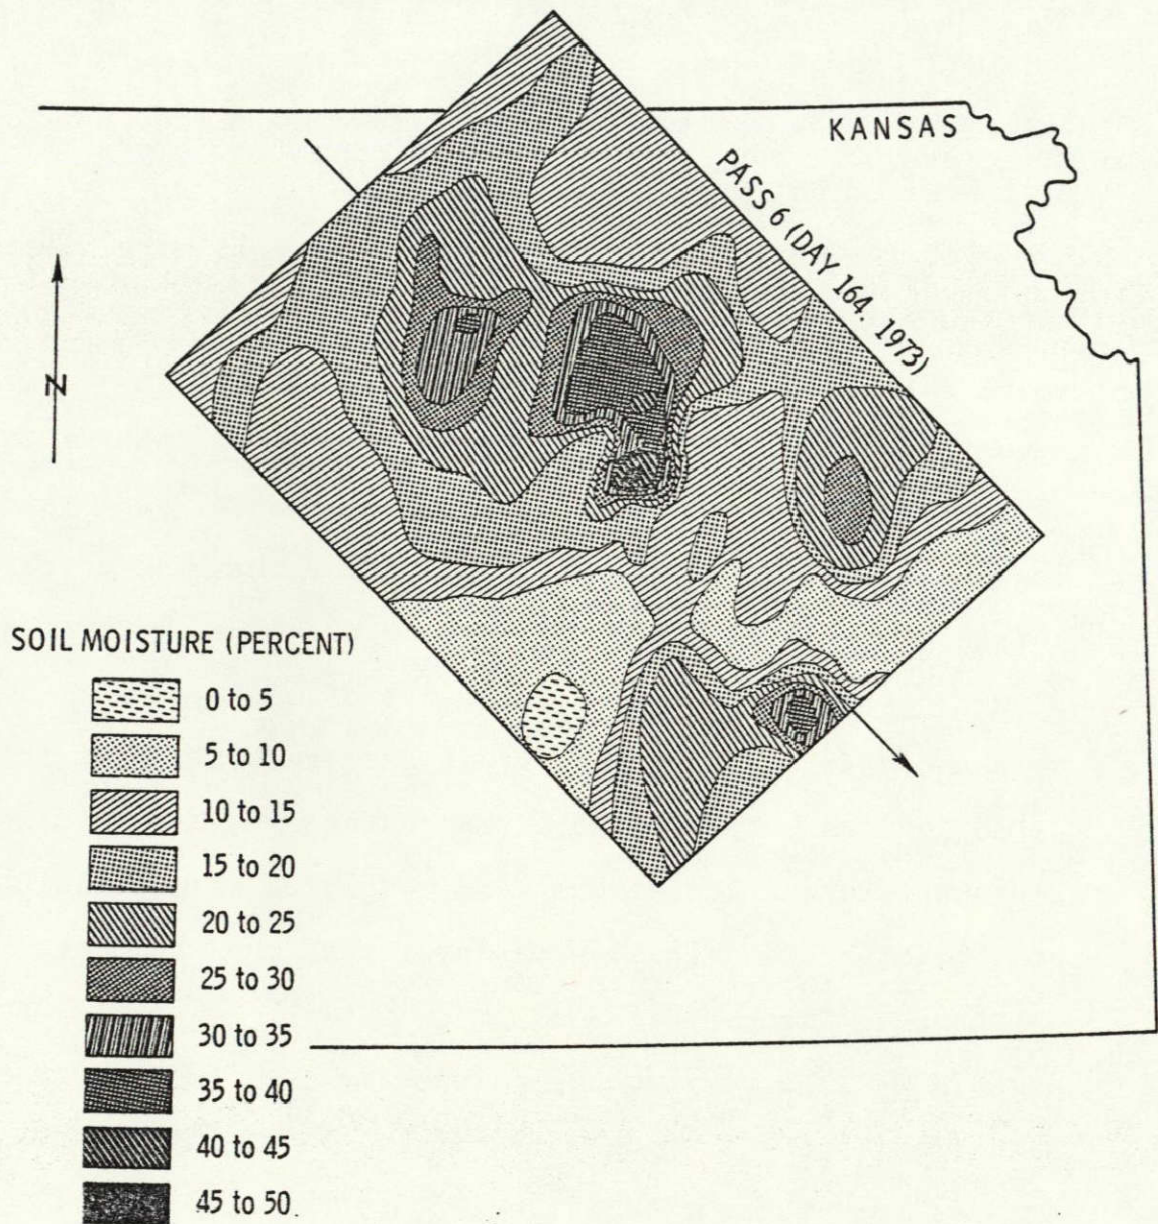 KANSAS
PASS 6 (DAY 164. 1973)
N
SOIL MOISTURE (PERCENT)
0 to 5
5 to 10
10 to 15
15 to 20
20 to 25
25 to 30
30 to 35
35 to 40
40 to 45
45 to 50